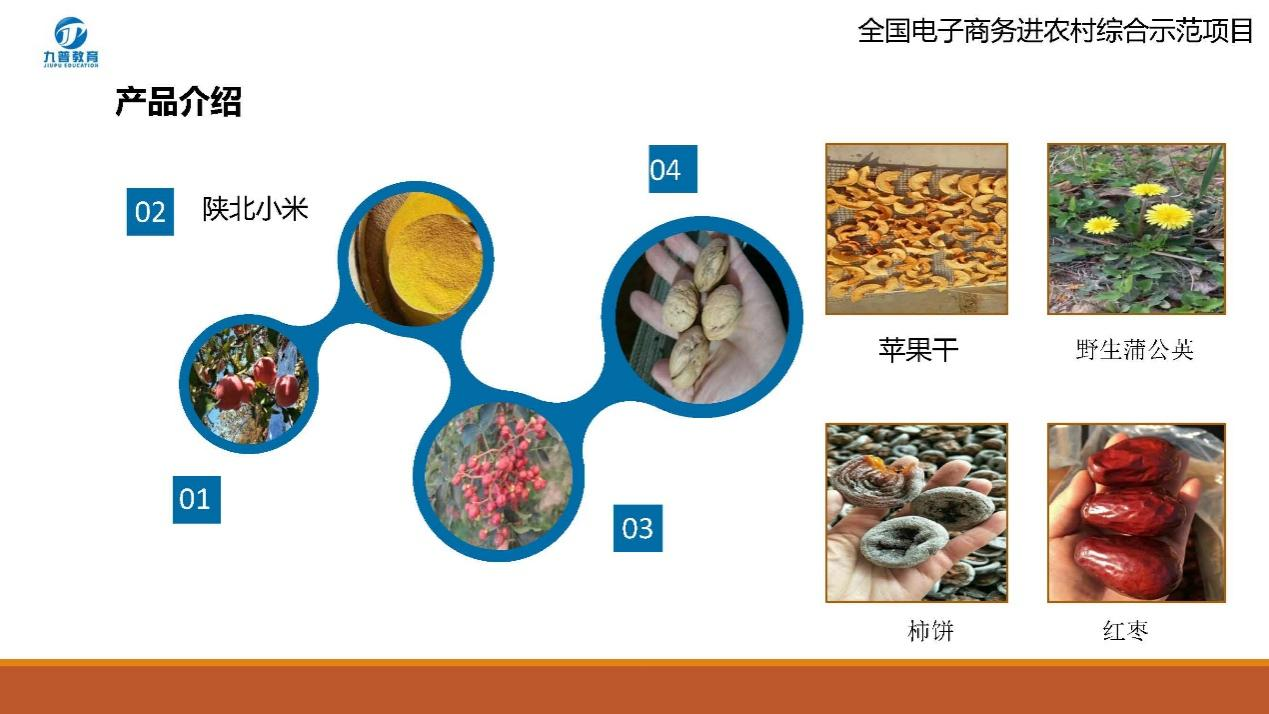 九普教育
JIUPU EDUCATION
全国电子商务进农村综合示范项目
产品介绍
02
陕北小米
04
01
03
苹果干
野生蒲公英
柿饼
红枣